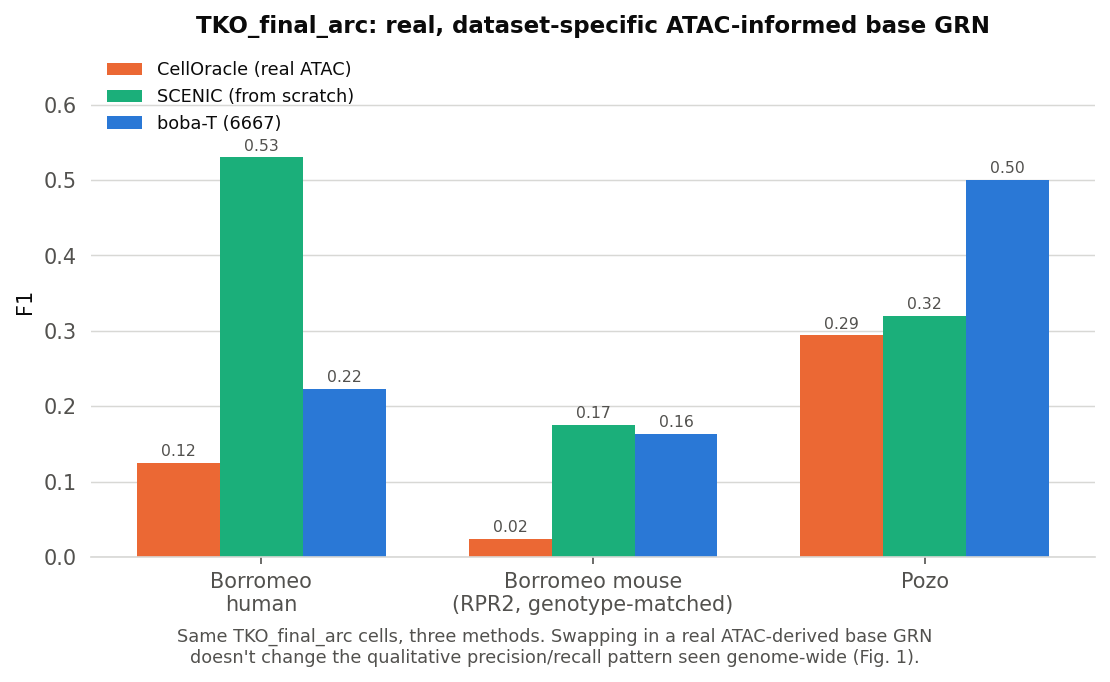 TKO_final_arc: real, dataset-specific ATAC-informed base GRN
CellOracle (real ATAC)
SCENIC (from scratch)
boba-T (6667)
F1
0.6
0.5
0.4
0.3
0.2
0.1
0.0
0.12
0.53
0.22
0.02
0.17
0.16
0.29
0.32
0.50
Borromeo
human
Borromeo mouse
(RPR2, genotype-matched)
Pozo
Same TKO_final_arc cells, three methods. Swapping in a real ATAC-derived base GRN
doesn't change the qualitative precision/recall pattern seen genome-wide (Fig. 1).